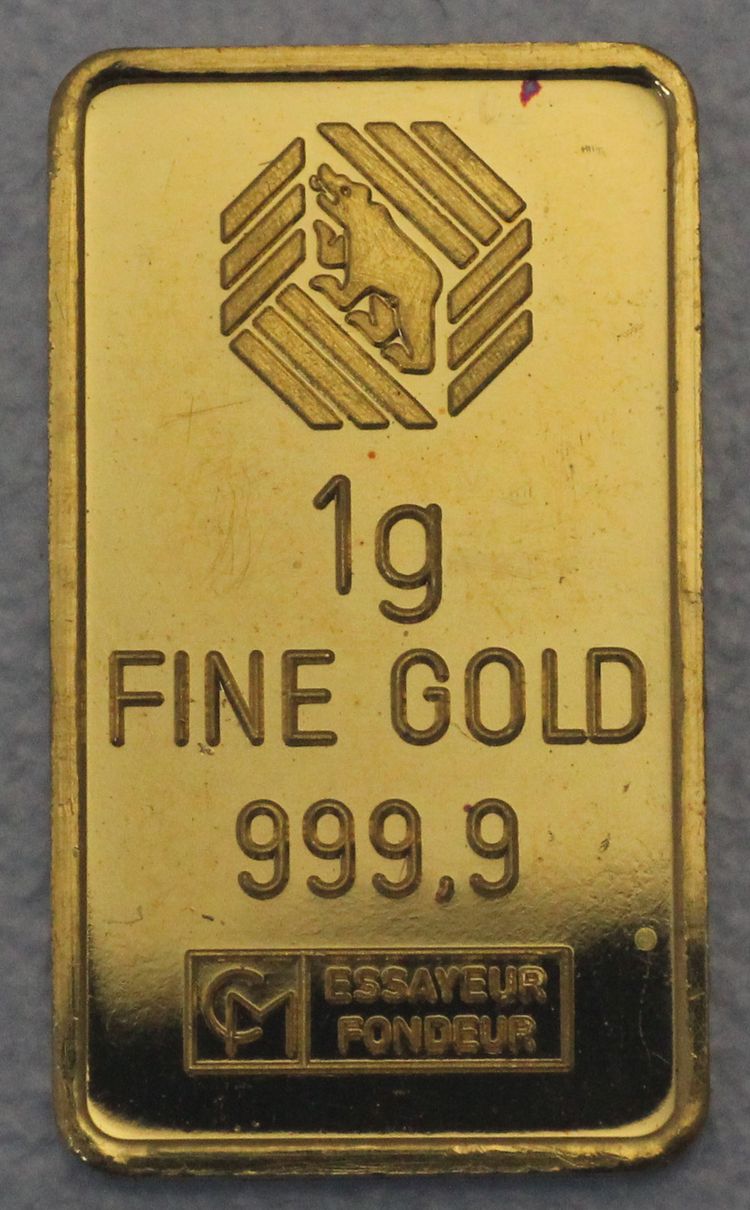 1g
FINE GOLD
999,9
CM ESSAYEUR
FONDEUR